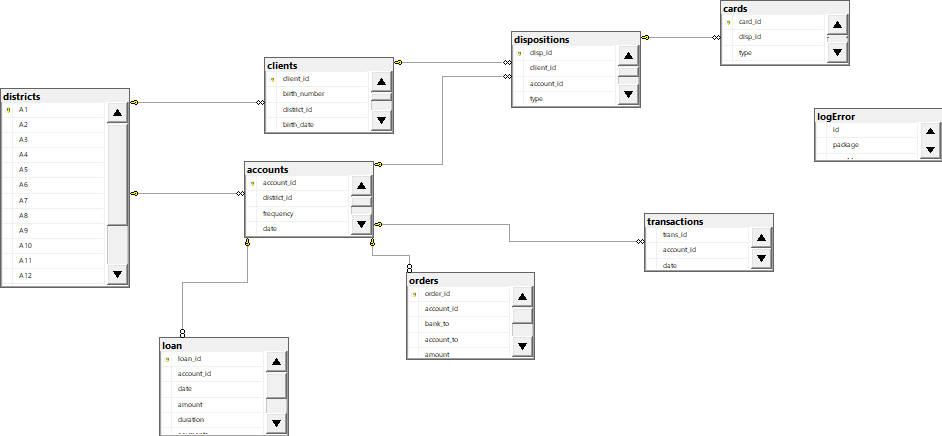 cards
card_id
disp_id
type
dispositions
disp_id
client_id
account_id
type
clients
client_id
birth_number
district_id
birth_date
districts
A1
A2
A3
A4
A5
A6
A7
A8
A9
A10
A11
A12
logError
id
package
accounts
account_id
district_id
frequency
date
transactions
trans_id
account_id
date
orders
order_id
account_id
bank_to
account_to
amount
loan
loan_id
account_id
date
amount
duration